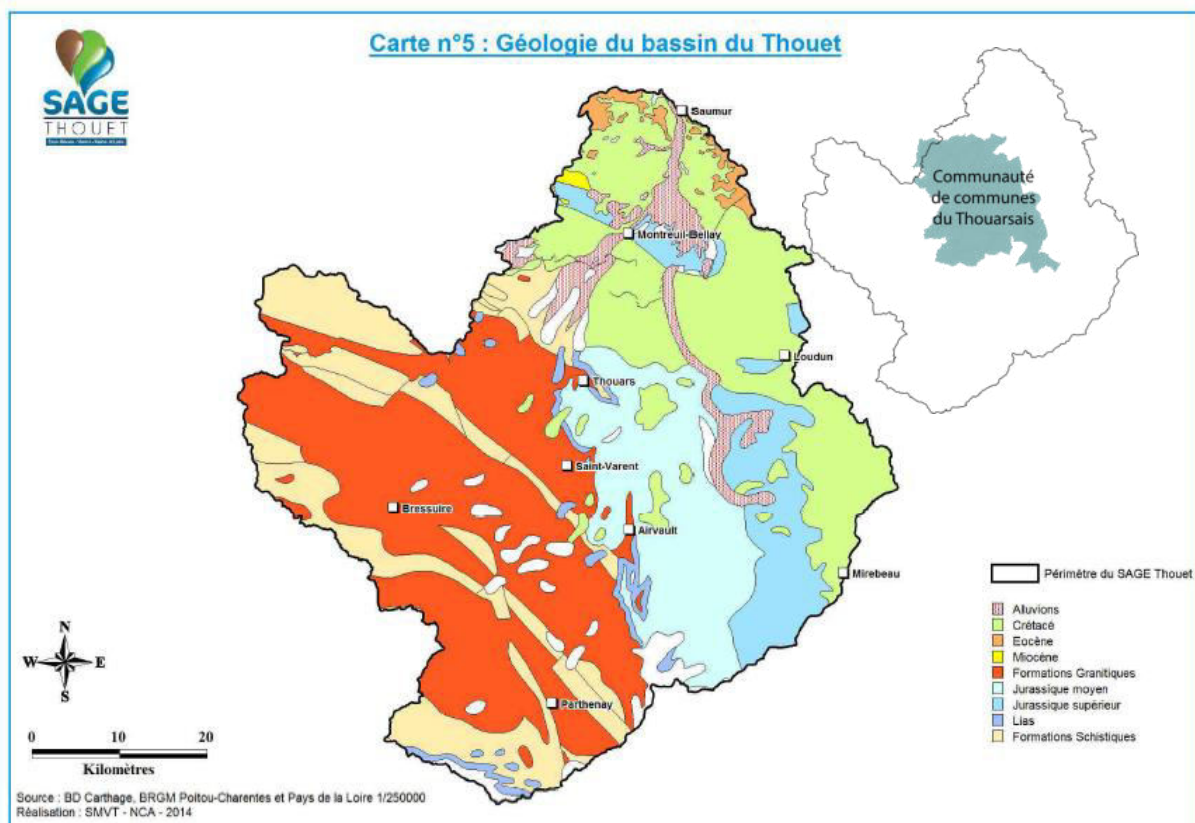 Carte n°5 : Géologie du bassin du Thouet
SAGE
THOUET
Saumur
Communauté
de communes
du Thouarsais
Montreuil-Bellay
Loudun
Thouars
Saint-Varent
Bressuire
Airvault
Mirebeau
Parthenay
Périmètre du SAGE Thouet
Alluvions
Crétacé
Eocène
Miocène
Formations Granitiques
Jurassique moyen
Jurassique supérieur
Lias
Formations Schistiques
N
W E
S
0 10 20
Kilomètres
Source : BD Carthage, BRGM Poitou-Charentes et Pays de la Loire 1/250000
Réalisation : SMVT - NCA - 2014